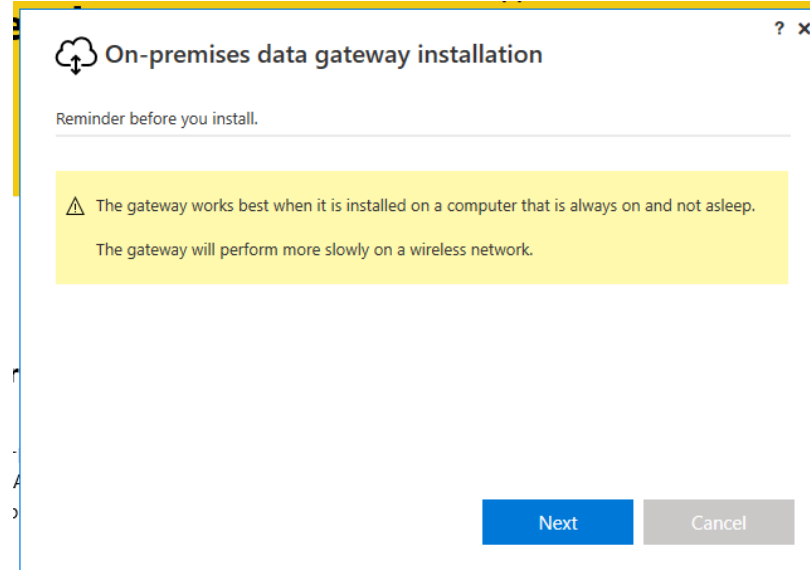 ? x
On-premises data gateway installation
Reminder before you install.
The gateway works best when it is installed on a computer that is always on and not asleep.
The gateway will perform more slowly on a wireless network.
Next
Cancel